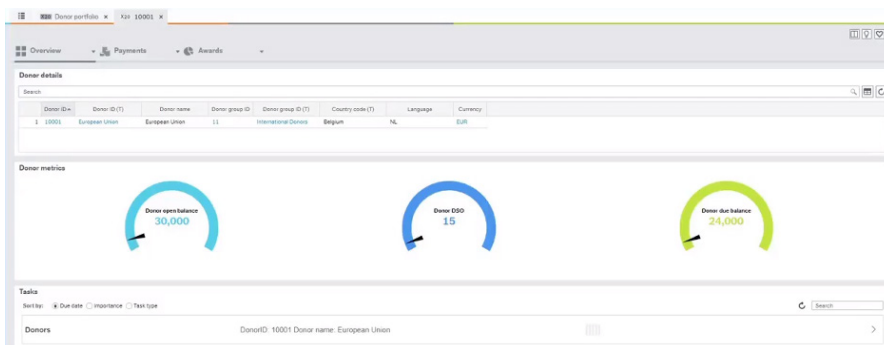 Donor portfolio x 10001 x
Overview Payments Awards
Donor details
Search
Donor ID Donor ID (T) Donor name Donor group ID Donor group ID (T) Country code (T) Language Currency
1 10001 European Union European Union 11 International Donors Belgium NL EUR
Donor metrics
Donor open balance
30,000
Donor DSO
15
Donor due balance
24,000
Tasks
Sort by: Due date Importance Task type Search
Donors DonorID: 10001 Donor name: European Union